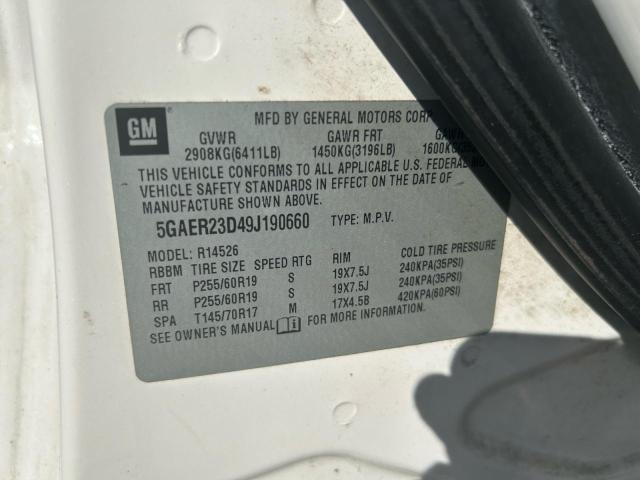 GM
MFD BY GENERAL MOTORS CORP
GVWR GAWR FRT GAWR
2908KG(6411LB) 1450KG(3196LB) 1600KG
THIS VEHICLE CONFORMS TO ALL APPLICABLE U.S. FEDERAL
VEHICLE SAFETY STANDARDS IN EFFECT ON THE DATE OF
MANUFACTURE SHOWN ABOVE.
5GAER23D49J190660 TYPE: M.P.V.
MODEL: R14526
RBBM TIRE SIZE SPEED RTG RIM COLD TIRE PRESSURE
FRT P255/60R19 S 19X7.5J 240KPA(35PSI)
RR P255/60R19 S 19X7.5J 240KPA(35PSI)
SPA T145/70R17 M 17X4.5B 420KPA(60PSI)
SEE OWNER'S MANUAL FOR MORE INFORMATION.